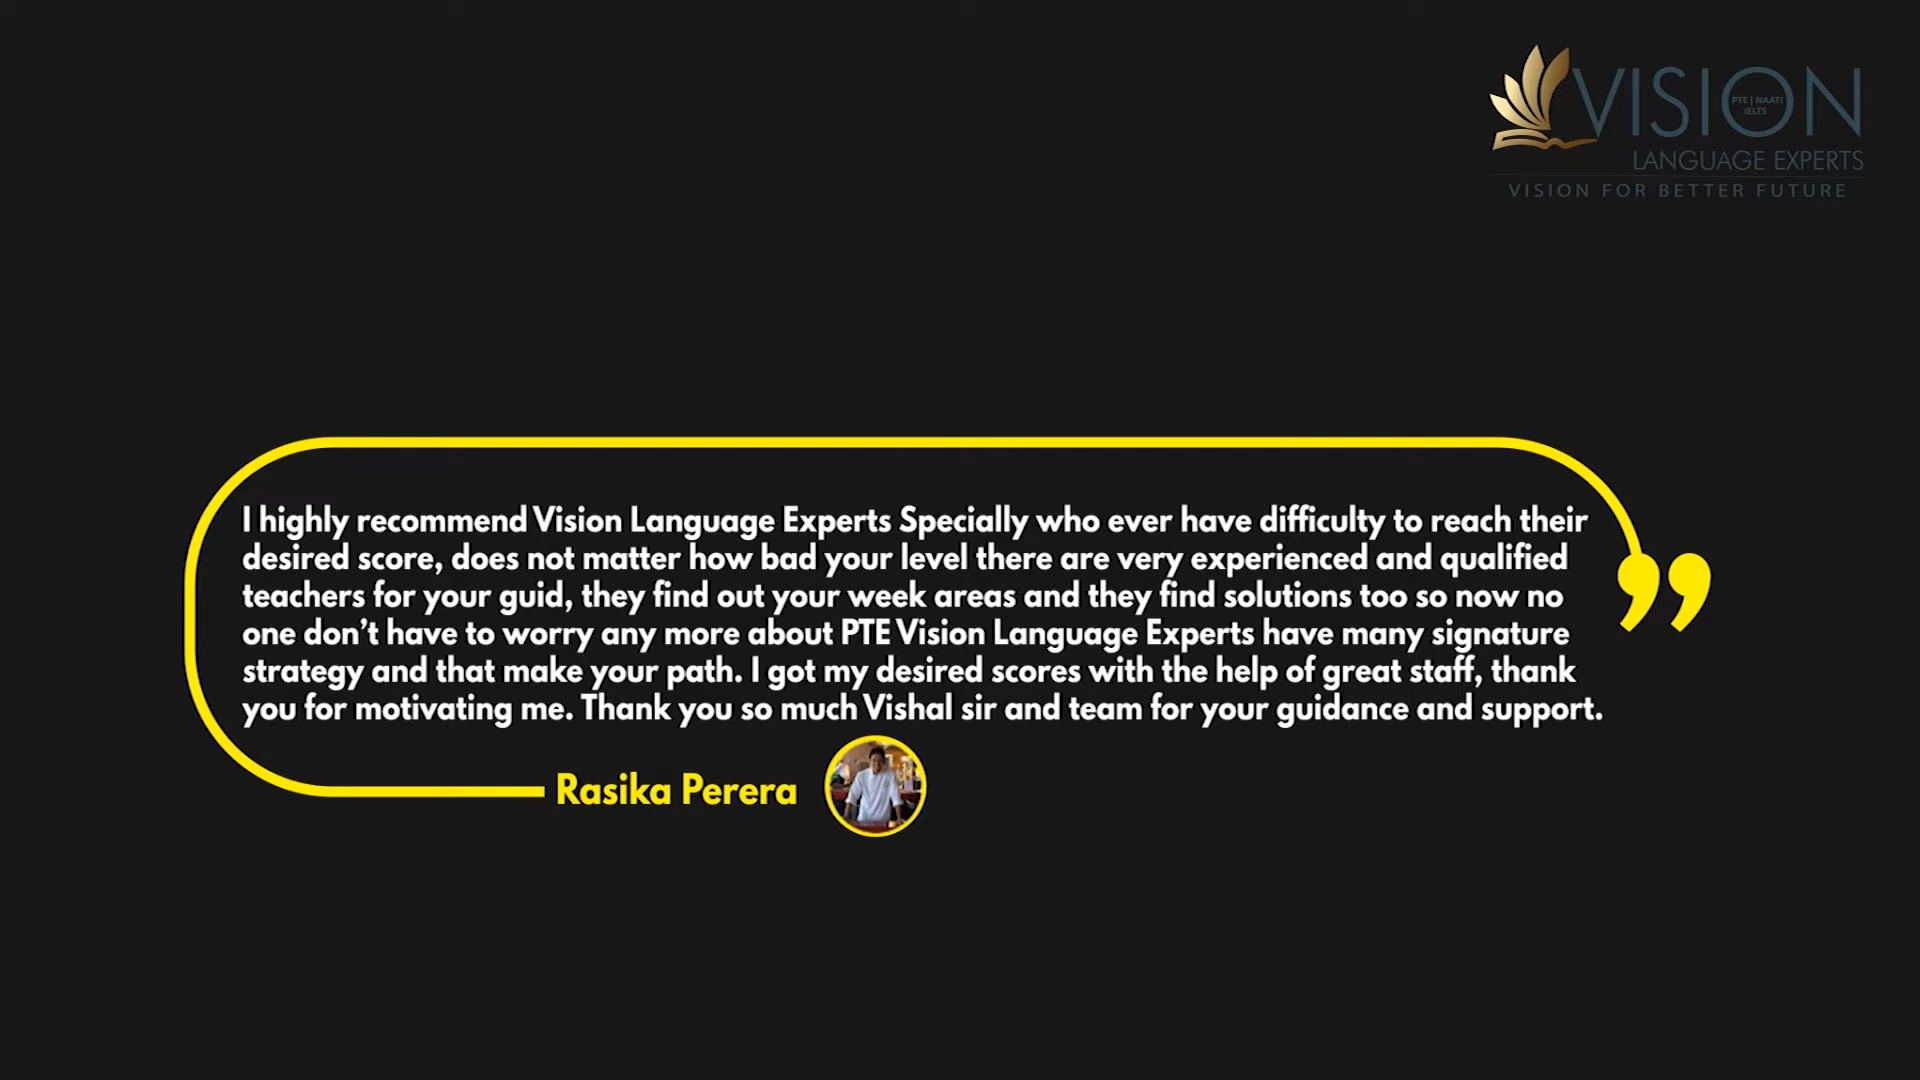 VISION
PTE | NAATI
IELTS
LANGUAGE EXPERTS
VISION FOR BETTER FUTURE
I highly recommend Vision Language Experts Specially who ever have difficulty to reach their
desired score, does not matter how bad your level there are very experienced and qualified
teachers for your guid, they find out your week areas and they find solutions too so now no
one don’t have to worry any more about PTE Vision Language Experts have many signature
strategy and that make your path. I got my desired scores with the help of great staff, thank
you for motivating me. Thank you so much Vishal sir and team for your guidance and support.
”
Rasika Perera